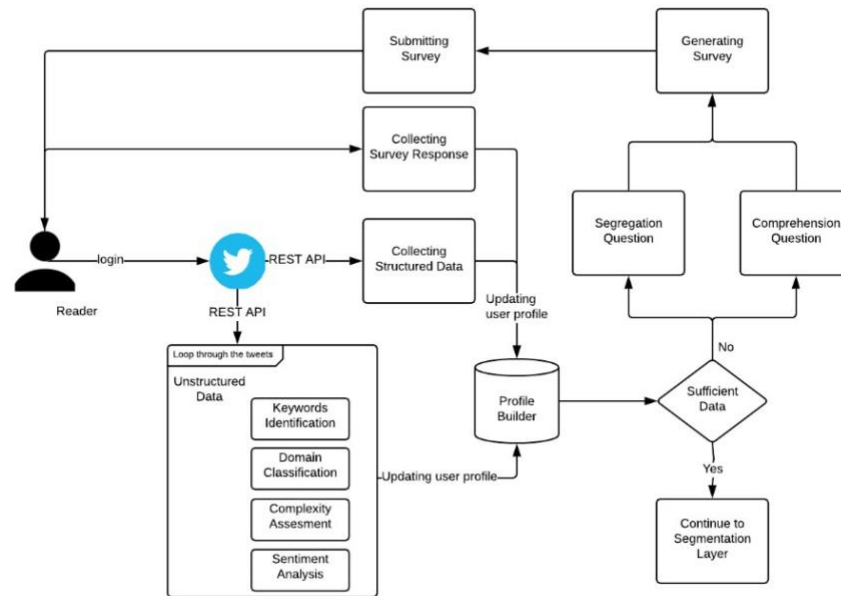 Submitting
Survey
Generating
Survey
Collecting
Survey Response
Segregation
Question
Comprehension
Question
login
REST API
Collecting
Structured Data
Reader
REST API
Updating
user profile
No
Loop through the tweets
Unstructured
Data
Keywords
Identification
Domain
Classification
Complexity
Assesment
Sentiment
Analysis
Updating user profile
Profile
Builder
Sufficient
Data
Yes
Continue to
Segmentation
Layer